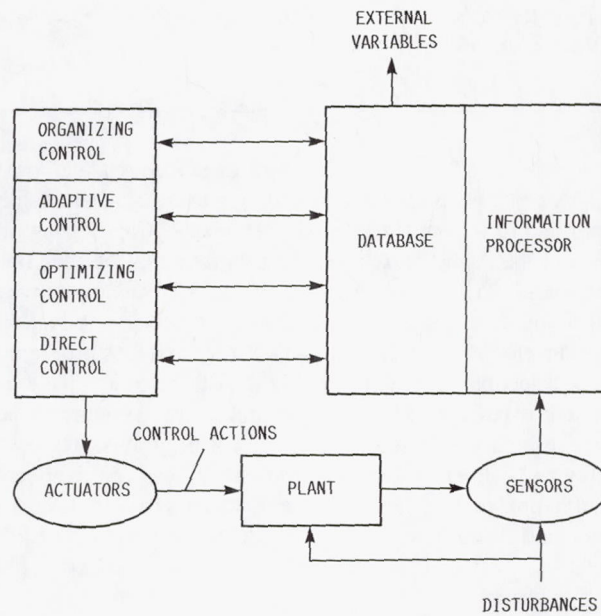 EXTERNAL
VARIABLES
ORGANIZING
CONTROL
ADAPTIVE
CONTROL
OPTIMIZING
CONTROL
DIRECT
CONTROL
DATABASE
INFORMATION
PROCESSOR
CONTROL ACTIONS
ACTUATORS
PLANT
SENSORS
DISTURBANCES